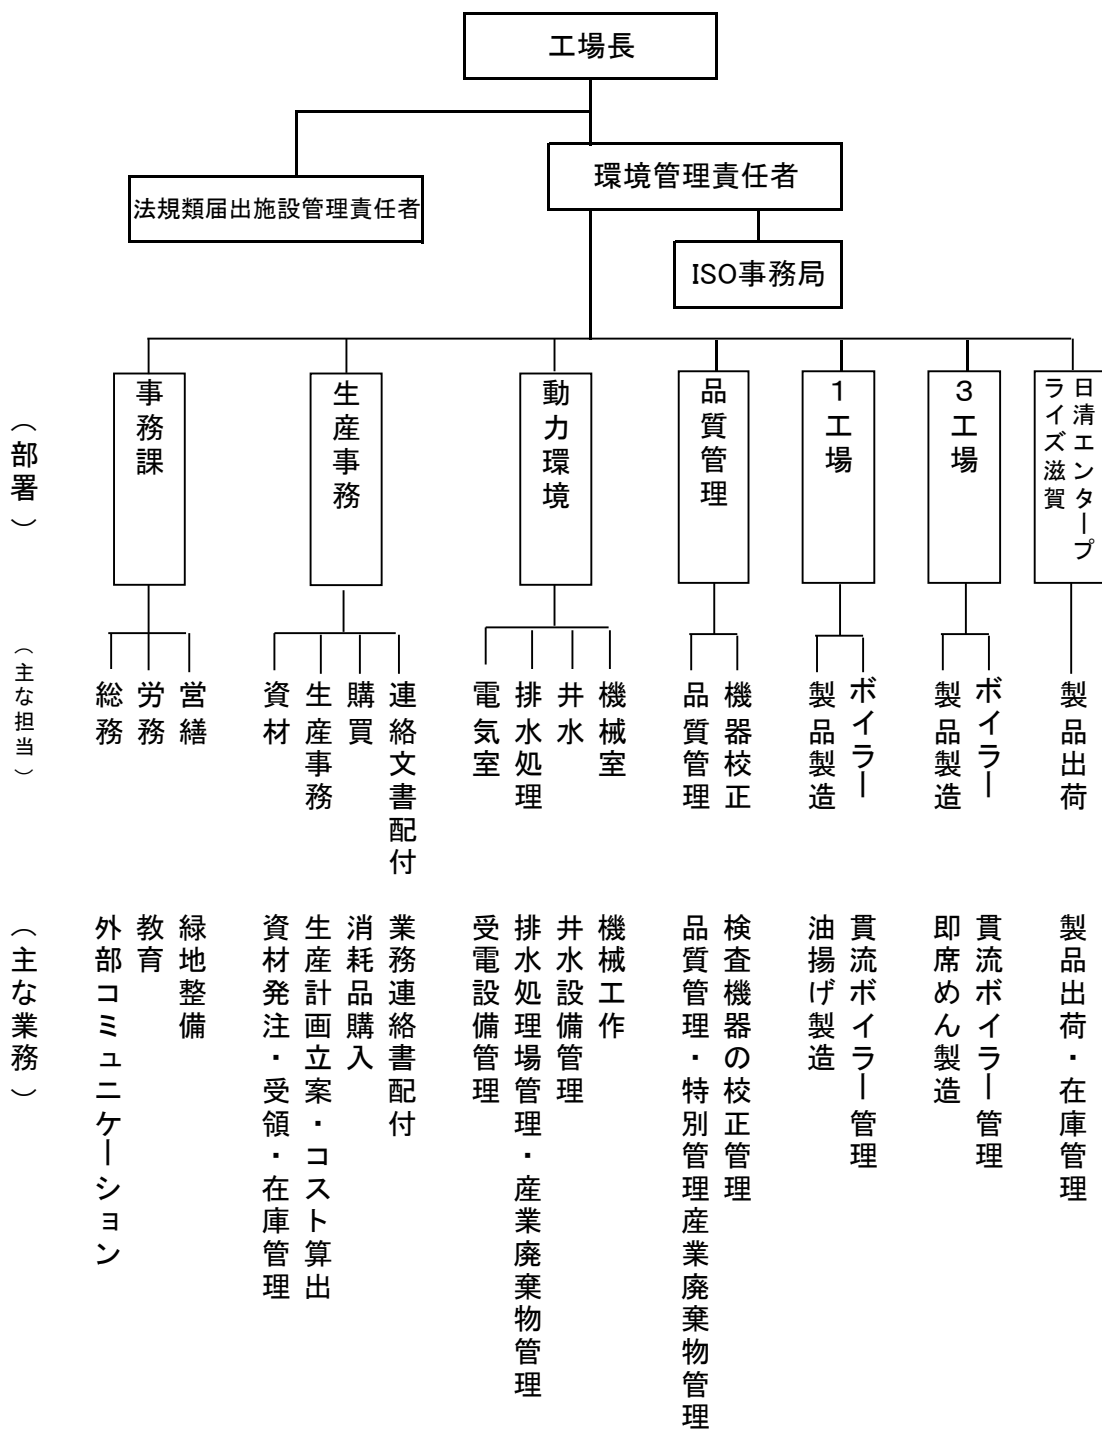 工場長
環境管理責任者
法規類届出施設管理責任者
ISO事務局
（部署）
事務課
生産事務
動力環境
品質管理
１工場
３工場
日清エンタープ
ライズ滋賀
（主な担当）
総務
労務
営繕
資材
生産事務
購買
連絡文書配付
電気室
排水処理
井水
機械室
品質管理
機器校正
製品製造
ボイラー
製品製造
ボイラー
製品出荷
（主な業務）
外部コミュニケーション
教育
緑地整備
資材発注・受領・在庫管理
生産計画立案・コスト算出
消耗品購入
業務連絡書配付
受電設備管理
排水処理場管理・産業廃棄物管理
井水設備管理
機械工作
品質管理・特別管理産業廃棄物管理
検査機器の校正管理
油揚げ製造
貫流ボイラー管理
即席めん製造
貫流ボイラー管理
製品出荷・在庫管理